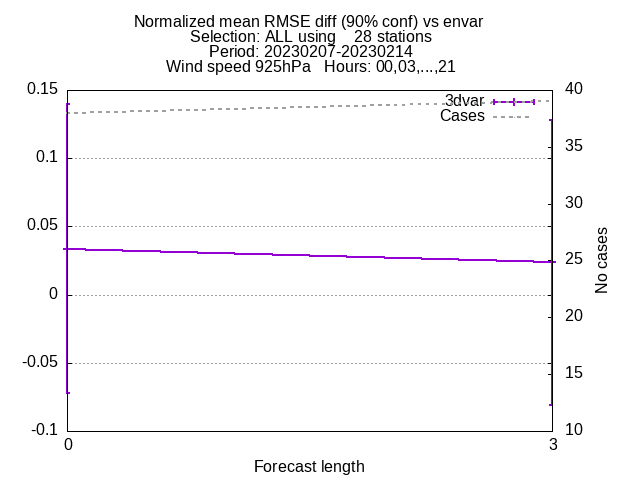 Normalized mean RMSE diff (90% conf) vs envar
Selection: ALL using    28 stations
Period: 20230207-20230214
Wind speed 925hPa   Hours: 00,03,...,21
3dvar
Cases
0.15
0.1
0.05
0
-0.05
-0.1
40
35
30
25
20
15
10
No cases
0
3
Forecast length